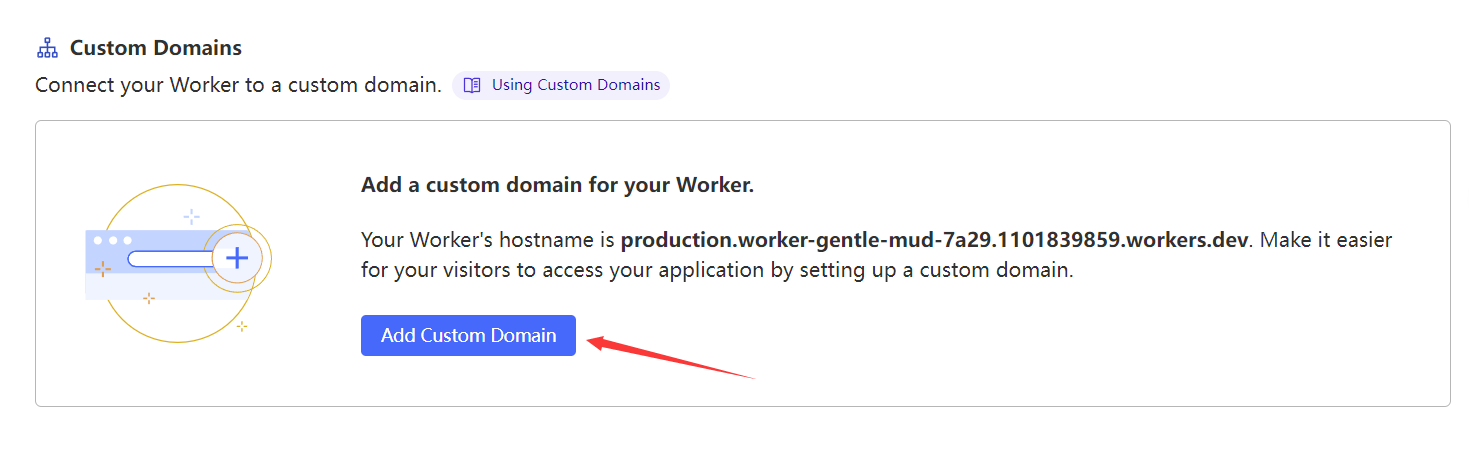 Custom Domains
Connect your Worker to a custom domain. Using Custom Domains
Add a custom domain for your Worker.
Your Worker's hostname is production.worker-gentle-mud-7a29.1101839859.workers.dev. Make it easier
for your visitors to access your application by setting up a custom domain.
Add Custom Domain